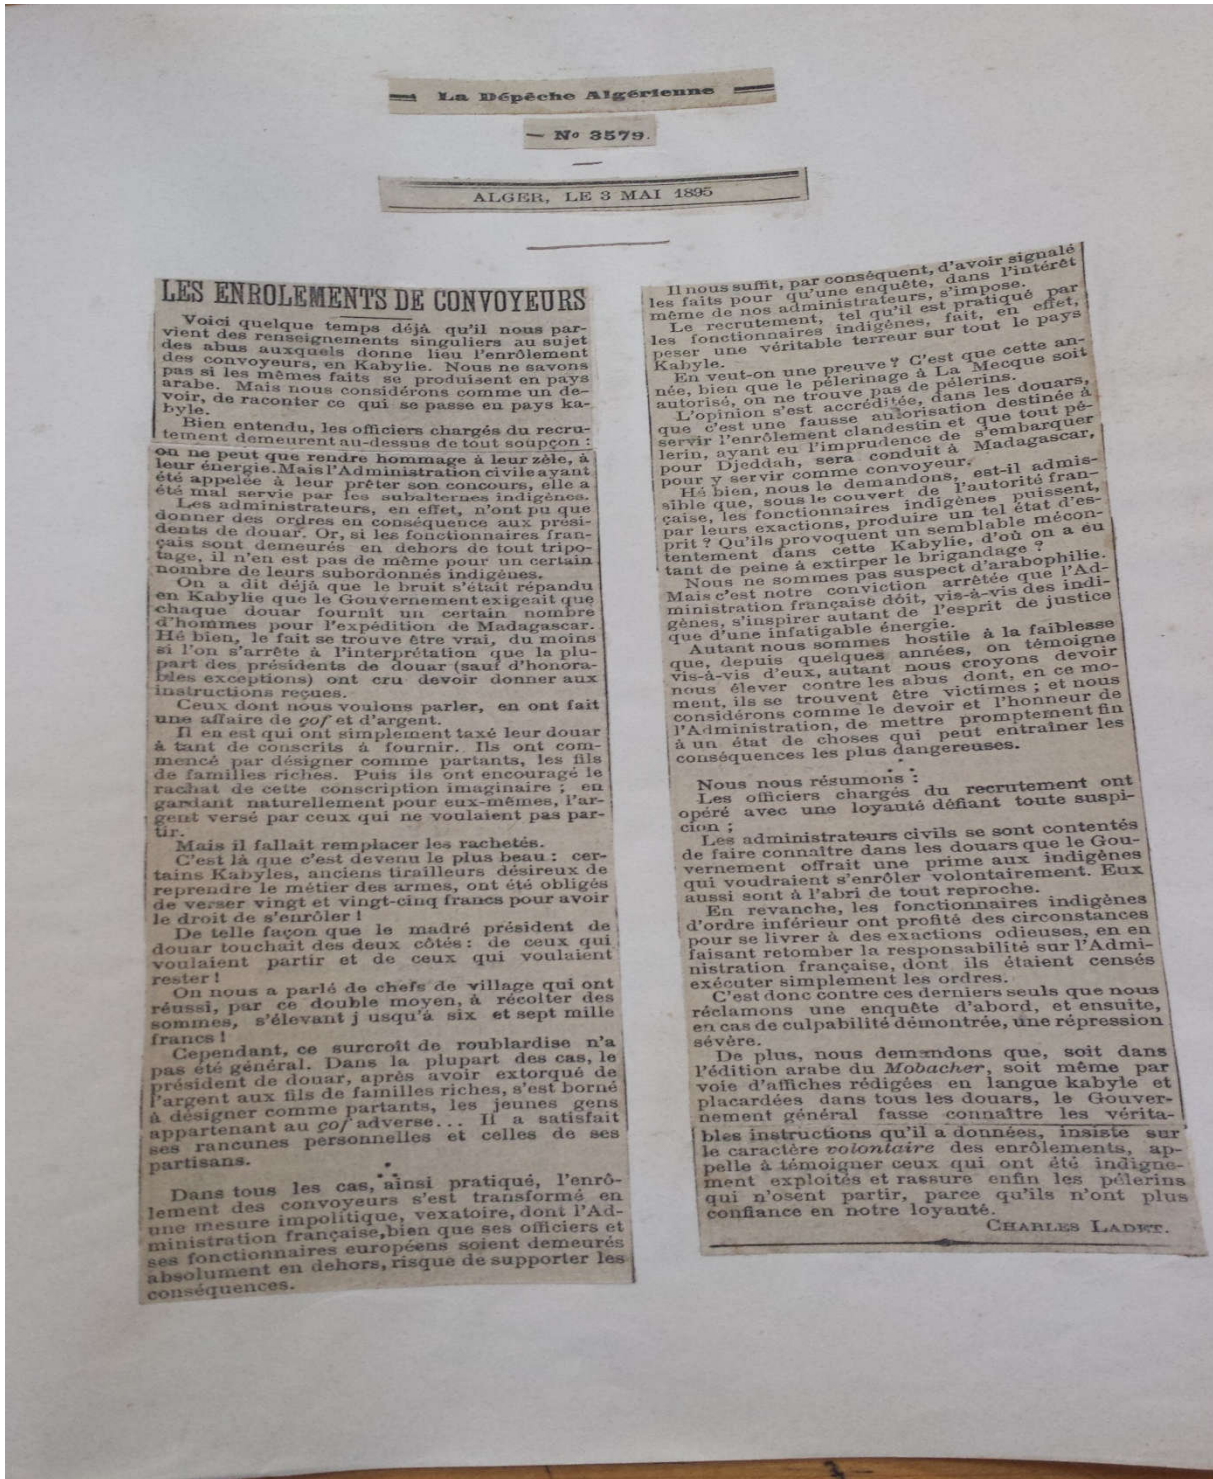 La Dépêche Algérienne
— No 3579.
ALGER, LE 3 MAI 1895
LES ENROLEMENTS DE CONVOYEURS
Voici quelque temps déjà qu'il nous par-
vient des renseignements singuliers au sujet
des abus auxquels donne lieu l'enrôlement
des convoyeurs, en Kabylie. Nous ne savons
pas si les mêmes faits se produisent en pays
arabe. Mais nous considérons comme un de-
voir, de raconter ce qui se passe en pays ka-
byle.
Bien entendu, les officiers chargés du recru-
tement demeurent au-dessus de tout soupçon :
on ne peut que rendre hommage à leur zèle, à
leur énergie. Mais l'Administration civile ayant
été appelée à leur prêter son concours, elle a
été mal servie par les subalternes indigènes.
Les administrateurs, en effet, n'ont pu que
donner des ordres en conséquence aux prési-
dents de douar. Or, si les fonctionnaires fran-
çais sont demeurés en dehors de tout tripo-
tage, il n'en est pas de même pour un certain
nombre de leurs subordonnés indigènes.
On a dit déjà que le bruit s'était répandu
en Kabylie que le Gouvernement exigeait que
chaque douar fournît un certain nombre
d'hommes pour l'expédition de Madagascar.
Hé bien, le fait se trouve être vrai, du moins
si l'on s'arrête à l'interprétation que la plu-
part des présidents de douar (sauf d'honora-
bles exceptions) ont cru devoir donner aux
instructions reçues.
Ceux dont nous voulons parler, en ont fait
une affaire de çof et d'argent.
Il en est qui ont simplement taxé leur douar
à tant de conscrits à fournir. Ils ont com-
mencé par désigner comme partants, les fils
de familles riches. Puis ils ont encouragé le
rachat de cette conscription imaginaire ; en
gardant naturellement pour eux-mêmes, l'ar-
gent versé par ceux qui ne voulaient pas par-
tir.
Mais il fallait remplacer les rachetés.
C'est là que c'est devenu le plus beau : cer-
tains Kabyles, anciens tirailleurs désireux de
reprendre le métier des armes, ont été obligés
de verser vingt et vingt-cinq francs pour avoir
le droit de s'enrôler !
De telle façon que le madré président de
douar touchait des deux côtés : de ceux qui
voulaient partir et de ceux qui voulaient
rester !
On nous a parlé de chefs de village qui ont
réussi, par ce double moyen, à récolter des
sommes, s'élevant j usqu'à six et sept mille
francs !
Cependant, ce surcroît de roublardise n'a
pas été général. Dans la plupart des cas, le
président de douar, après avoir extorqué de
l'argent aux fils de familles riches, s'est borné
à désigner comme partants, les jeunes gens
appartenant au çof adverse... Il a satisfait
ses rancunes personnelles et celles de ses
partisans.
Dans tous les cas, ainsi pratiqué, l'enrô-
lement des convoyeurs s'est transformé en
une mesure impolitique, vexatoire, dont l'Ad-
ministration française, bien que ses officiers et
ses fonctionnaires européens soient demeurés
absolument en dehors, risque de supporter les
conséquences.
Il nous suffit, par conséquent, d'avoir signalé
les faits pour qu'une enquête, dans l'intérêt
même de nos administrateurs, s'impose.
Le recrutement, tel qu'il est pratiqué par
les fonctionnaires indigènes, fait, en effet,
peser une véritable terreur sur tout le pays
Kabyle.
En veut-on une preuve ? C'est que cette an-
née, bien que le pélerinage à La Mecque soit
autorisé, on ne trouve pas de pélerins.
L'opinion s'est accréditée, dans les douars,
que c'est une fausse autorisation destinée à
servir l'enrôlement clandestin et que tout pé-
lerin, ayant eu l'imprudence de s'embarquer
pour Djeddah, sera conduit à Madagascar,
pour y servir comme convoyeur.
Hé bien, nous le demandons, est-il admis-
sible que, sous le couvert de l'autorité fran-
çaise, les fonctionnaires indigènes puissent,
par leurs exactions, produire un tel état d'es-
prit ? Qu'ils provoquent un semblable mécon-
tentement dans cette Kabylie, d'où on a eu
tant de peine à extirper le brigandage ?
Nous ne sommes pas suspect d'arabophilie.
Mais c'est notre conviction arrêtée que l'Ad-
ministration française dôit, vis-à-vis des indi-
gènes, s'inspirer autant de l'esprit de justice
que d'une infatigable énergie.
Autant nous sommes hostile à la faiblesse
que, depuis quelques années, on témoigne
vis-à-vis d'eux, autant nous croyons devoir
nous élever contre les abus dont, en ce mo-
ment, ils se trouvent être victimes ; et nous
considérons comme le devoir et l'honneur de
l'Administration, de mettre promptement fin
à un état de choses qui peut entraîner les
conséquences les plus dangereuses.
Nous nous résumons :
Les officiers chargés du recrutement ont
opéré avec une loyauté défiant toute suspi-
cion ;
Les administrateurs civils se sont contentés
de faire connaître dans les douars que le Gou-
vernement offrait une prime aux indigènes
qui voudraient s'enrôler volontairement. Eux
aussi sont à l'abri de tout reproche.
En revanche, les fonctionnaires indigènes
d'ordre inférieur ont profité des circonstances
pour se livrer à des exactions odieuses, en en
faisant retomber la responsabilité sur l'Admi-
nistration française, dont ils étaient censés
exécuter simplement les ordres.
C'est donc contre ces derniers seuls que nous
réclamons une enquête d'abord, et ensuite,
en cas de culpabilité démontrée, une répression
sévère.
De plus, nous demandons que, soit dans
l'édition arabe du Mobacher, soit même par
voie d'affiches rédigées en langue kabyle et
placardées dans tous les douars, le Gouver-
nement général fasse connaître les vérita-
bles instructions qu'il a données, insiste sur
le caractère volontaire des enrôlements, ap-
pelle à témoigner ceux qui ont été indigne-
ment exploités et rassure enfin les pélerins
qui n'osent partir, parce qu'ils n'ont plus
confiance en notre loyauté.
CHARLES LADET.